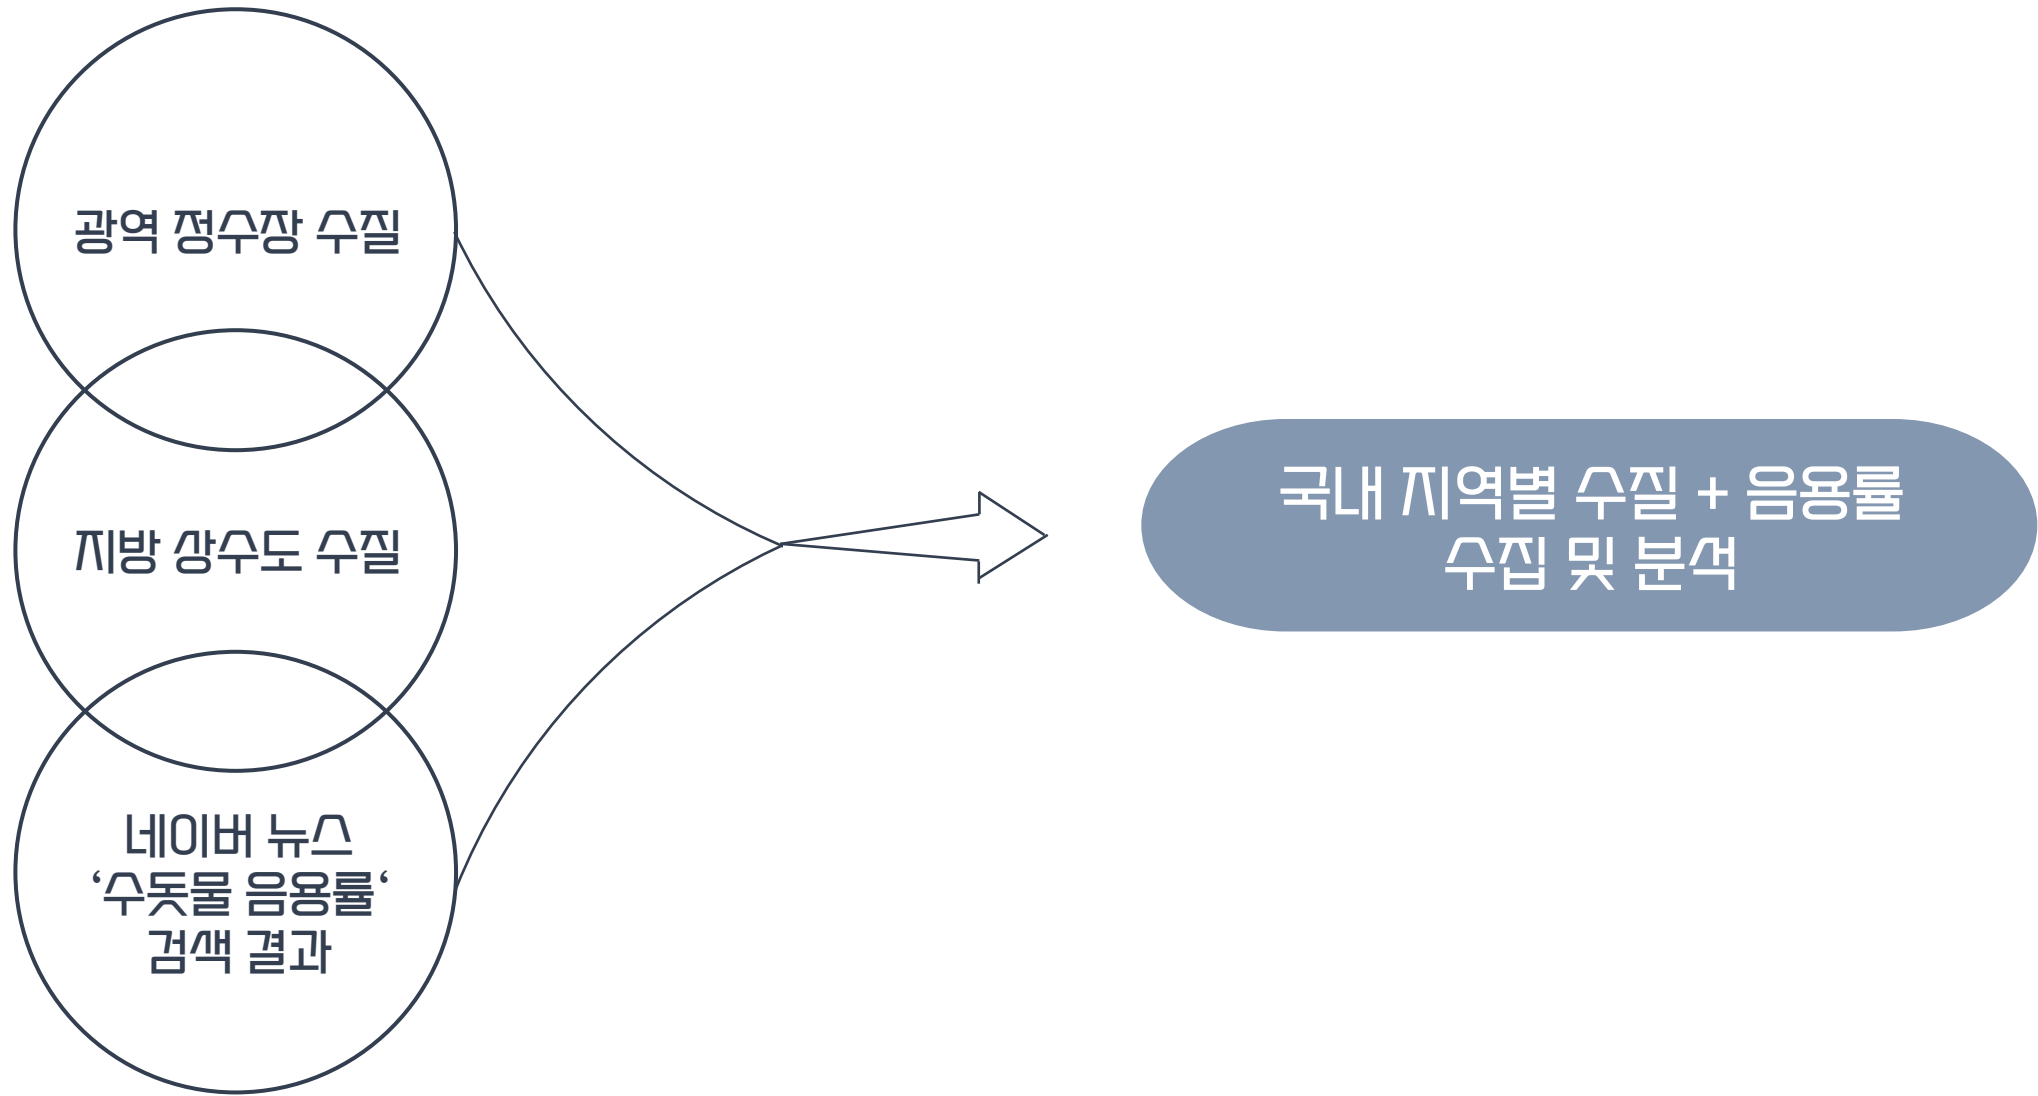 광역 정수장 수질
지방 상수도 수질
네이버 뉴스
‘수돗물 음용률‘
검색 결과
국내 지역별 수질 + 음용률
수집 및 분석